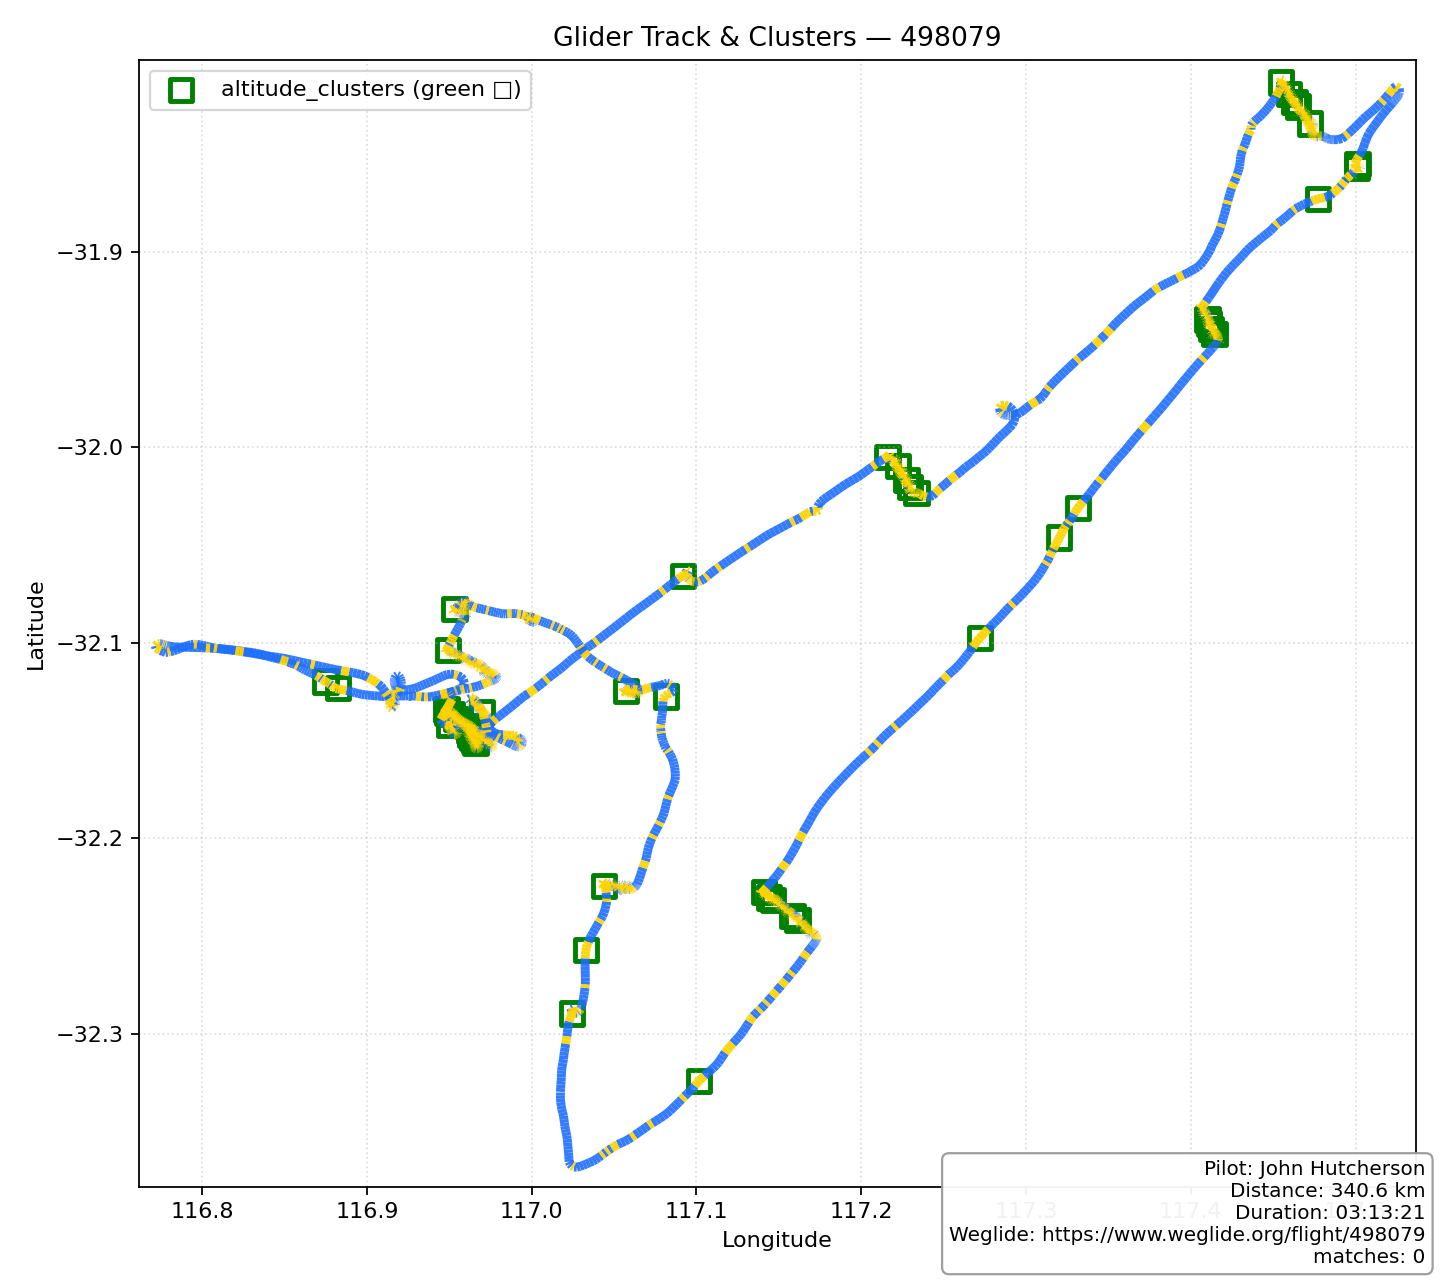 Glider Track & Clusters — 498079
altitude_clusters (green □)
−31.9
−32.0
−32.1
−32.2
−32.3
Latitude
116.8 116.9 117.0 117.1 117.2 117.3 117.4
Longitude
Pilot: John Hutcherson
Distance: 340.6 km
Duration: 03:13:21
Weglide: https://www.weglide.org/flight/498079
matches: 0